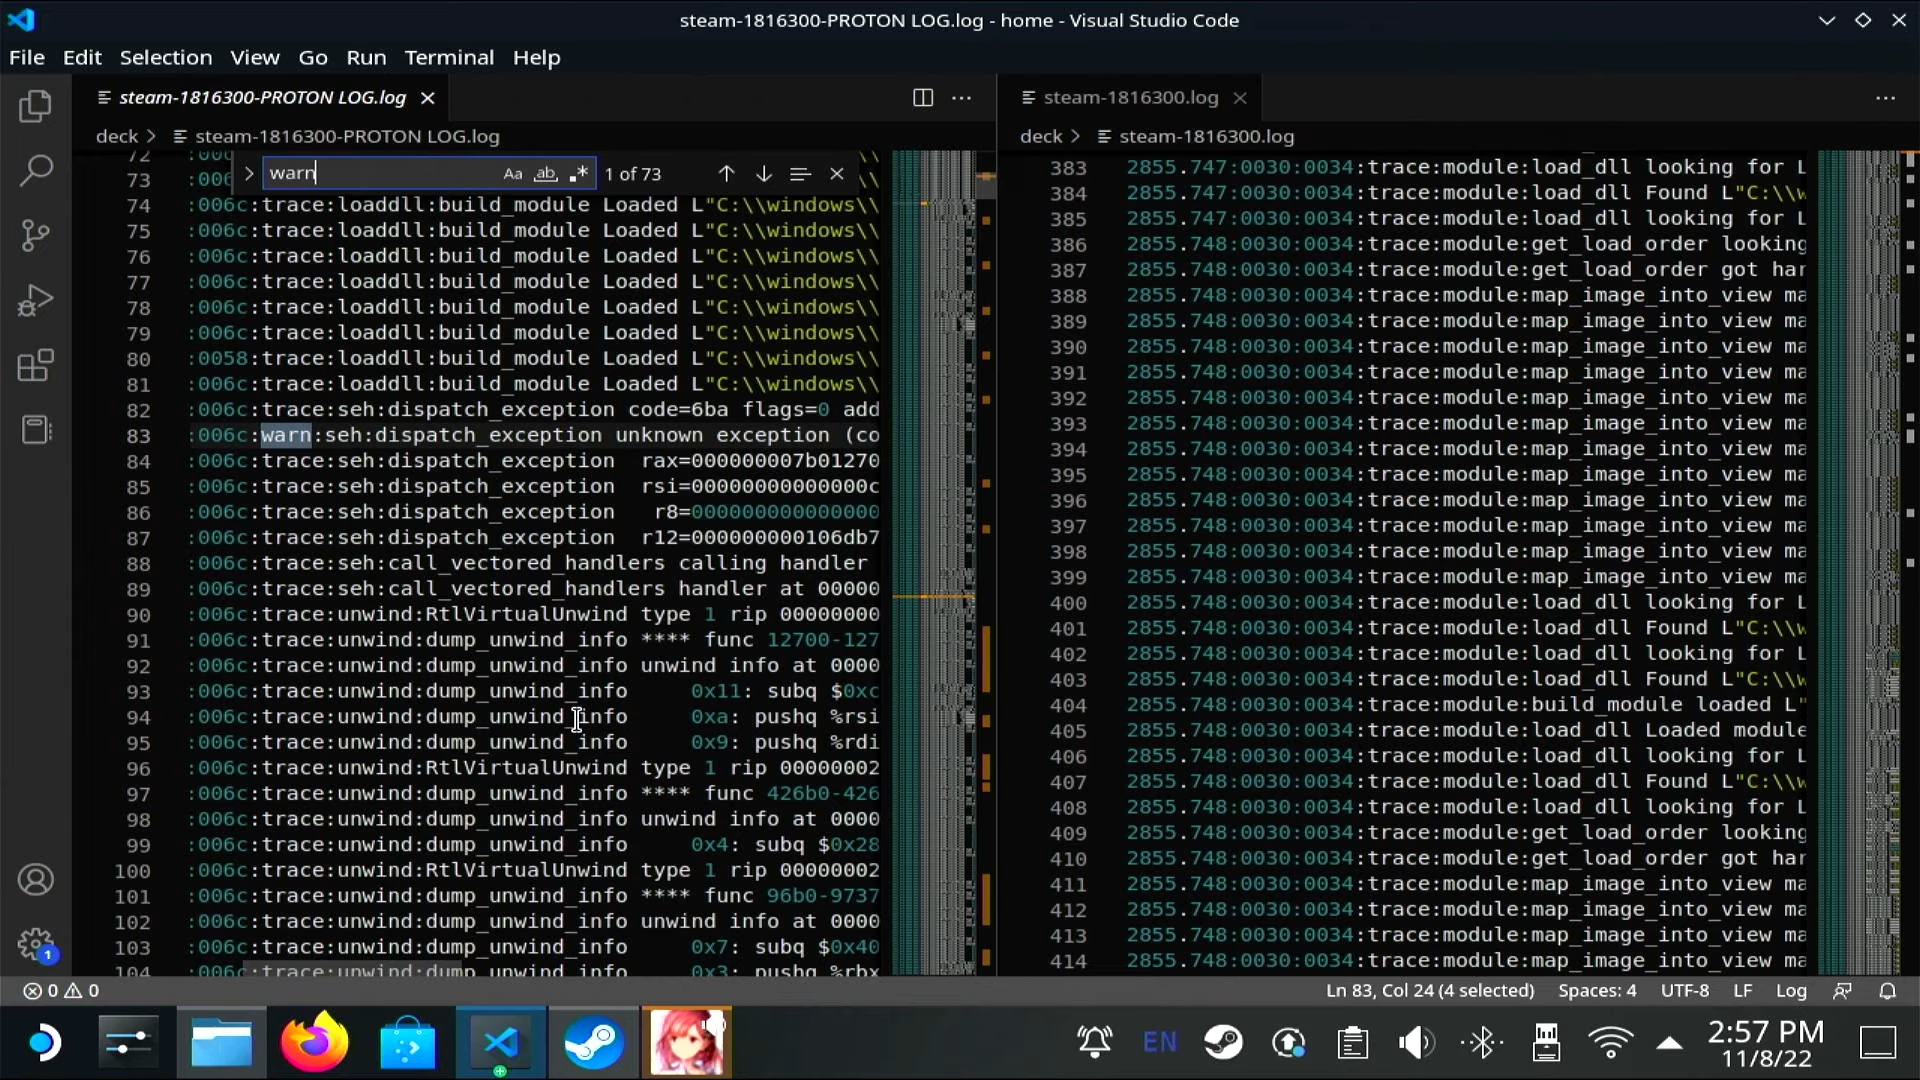 steam-1816300-PROTON LOG.log - home - Visual Studio Code
File Edit Selection View Go Run Terminal Help
steam-1816300-PROTON LOG.log
deck > steam-1816300-PROTON LOG.log
warn
Aa ab .* 1 of 73
72
73
74 :006c:trace:loaddll:build_module Loaded L"C:\\windows\\
75 :006c:trace:loaddll:build_module Loaded L"C:\\windows\\
76 :006c:trace:loaddll:build_module Loaded L"C:\\windows\\
77 :006c:trace:loaddll:build_module Loaded L"C:\\windows\\
78 :006c:trace:loaddll:build_module Loaded L"C:\\windows\\
79 :006c:trace:loaddll:build_module Loaded L"C:\\windows\\
80 :0058:trace:loaddll:build_module Loaded L"C:\\windows\\
81 :006c:trace:loaddll:build_module Loaded L"C:\\windows\\
82 :006c:trace:seh:dispatch_exception code=6ba flags=0 add
83 :006c:warn:seh:dispatch_exception unknown exception (co
84 :006c:trace:seh:dispatch_exception rax=000000007b01270
85 :006c:trace:seh:dispatch_exception rsi=00000000000000c
86 :006c:trace:seh:dispatch_exception r8=0000000000000000
87 :006c:trace:seh:dispatch_exception r12=000000000106db7
88 :006c:trace:seh:call_vectored_handlers calling handler
89 :006c:trace:seh:call_vectored_handlers handler at 00000
90 :006c:trace:unwind:RtlVirtualUnwind type 1 rip 00000000
91 :006c:trace:unwind:dump_unwind_info **** func 12700-127
92 :006c:trace:unwind:dump_unwind_info unwind info at 0000
93 :006c:trace:unwind:dump_unwind_info 0x11: subq $0xc
94 :006c:trace:unwind:dump_unwind_info 0xa: pushq %rsi
95 :006c:trace:unwind:dump_unwind_info 0x9: pushq %rdi
96 :006c:trace:unwind:RtlVirtualUnwind type 1 rip 00000002
97 :006c:trace:unwind:dump_unwind_info **** func 426b0-426
98 :006c:trace:unwind:dump_unwind_info unwind info at 0000
99 :006c:trace:unwind:dump_unwind_info 0x4: subq $0x28
100 :006c:trace:unwind:RtlVirtualUnwind type 1 rip 00000002
101 :006c:trace:unwind:dump_unwind_info **** func 96b0-9737
102 :006c:trace:unwind:dump_unwind_info unwind info at 0000
103 :006c:trace:unwind:dump_unwind_info 0x7: subq $0x40
104 :006c:trace:unwind:dump_unwind_info 0x3: pushq %rbx
steam-1816300.log
deck > steam-1816300.log
383 2855.747:0030:0034:trace:module:load_dll looking for L
384 2855.747:0030:0034:trace:module:load_dll Found L"C:\\w
385 2855.747:0030:0034:trace:module:load_dll looking for L
386 2855.748:0030:0034:trace:module:get_load_order looking
387 2855.748:0030:0034:trace:module:get_load_order got har
388 2855.748:0030:0034:trace:module:map_image_into_view ma
389 2855.748:0030:0034:trace:module:map_image_into_view ma
390 2855.748:0030:0034:trace:module:map_image_into_view ma
391 2855.748:0030:0034:trace:module:map_image_into_view ma
392 2855.748:0030:0034:trace:module:map_image_into_view ma
393 2855.748:0030:0034:trace:module:map_image_into_view ma
394 2855.748:0030:0034:trace:module:map_image_into_view ma
395 2855.748:0030:0034:trace:module:map_image_into_view ma
396 2855.748:0030:0034:trace:module:map_image_into_view ma
397 2855.748:0030:0034:trace:module:map_image_into_view ma
398 2855.748:0030:0034:trace:module:map_image_into_view ma
399 2855.748:0030:0034:trace:module:map_image_into_view ma
400 2855.748:0030:0034:trace:module:load_dll looking for L
401 2855.748:0030:0034:trace:module:load_dll Found L"C:\\w
402 2855.748:0030:0034:trace:module:load_dll looking for L
403 2855.748:0030:0034:trace:module:load_dll Found L"C:\\w
404 2855.748:0030:0034:trace:module:build_module loaded L"
405 2855.748:0030:0034:trace:module:load_dll Loaded module
406 2855.748:0030:0034:trace:module:load_dll looking for L
407 2855.748:0030:0034:trace:module:load_dll Found L"C:\\w
408 2855.748:0030:0034:trace:module:load_dll looking for L
409 2855.748:0030:0034:trace:module:get_load_order looking
410 2855.748:0030:0034:trace:module:get_load_order got har
411 2855.748:0030:0034:trace:module:map_image_into_view ma
412 2855.748:0030:0034:trace:module:map_image_into_view ma
413 2855.748:0030:0034:trace:module:map_image_into_view ma
414 2855.748:0030:0034:trace:module:map_image_into_view ma
1
0 0 Ln 83, Col 24 (4 selected) Spaces: 4 UTF-8 LF Log
EN
2:57 PM
11/8/22